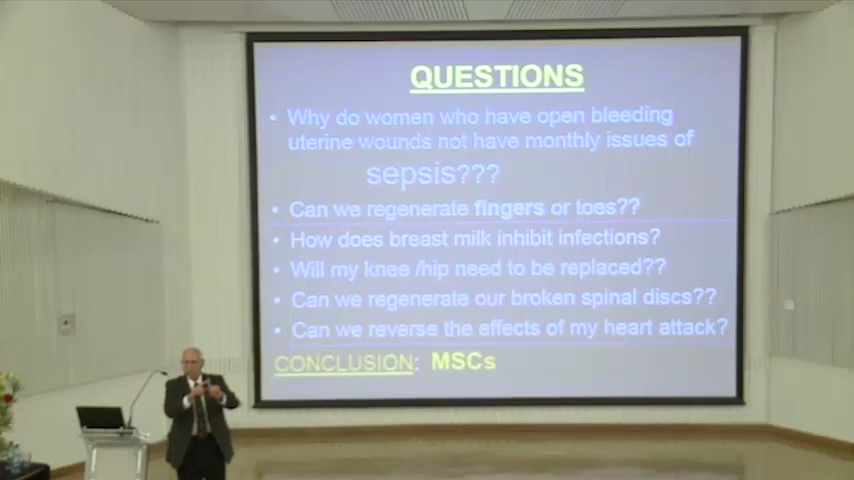 QUESTIONS
• Why do women who have open bleeding
uterine wounds not have monthly issues of
sepsis???
• Can we regenerate fingers or toes??
• How does breast milk inhibit infections?
• Will my knee /hip need to be replaced??
• Can we regenerate our broken spinal discs??
• Can we reverse the effects of my heart attack?
CONCLUSION: MSCs